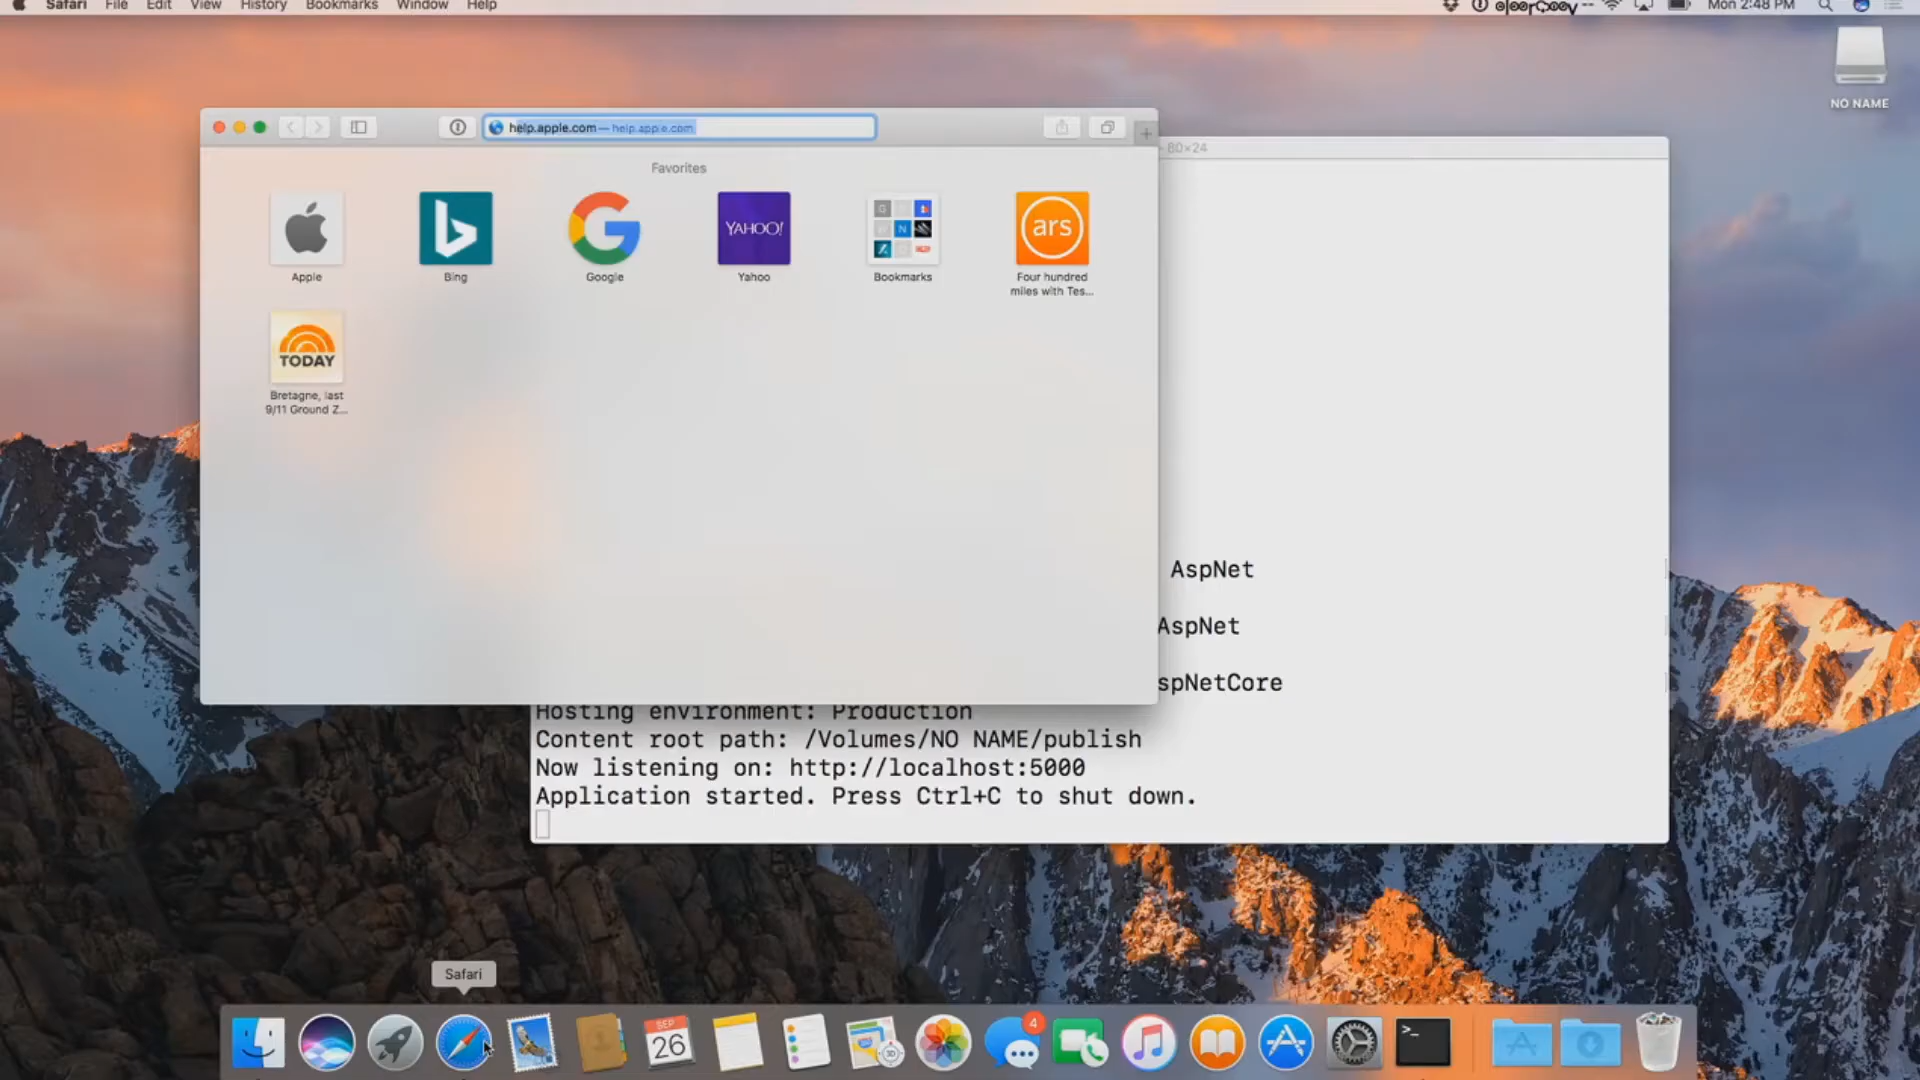 Safari File Edit View History Bookmarks Window Help
Mon 2:48 PM
NO NAME
help.apple.com — help.apple.com
80×24
Favorites
YAHOO!
ars
Apple
Bing
Google
Yahoo
Bookmarks
Four hundred
miles with Tes...
TODAY
Bretagne, last
9/11 Ground Z...
AspNet
AspNet
spNetCore
Hosting environment: Production
Content root path: /Volumes/NO NAME/publish
Now listening on: http://localhost:5000
Application started. Press Ctrl+C to shut down.
Safari
SEP
26
4
3D